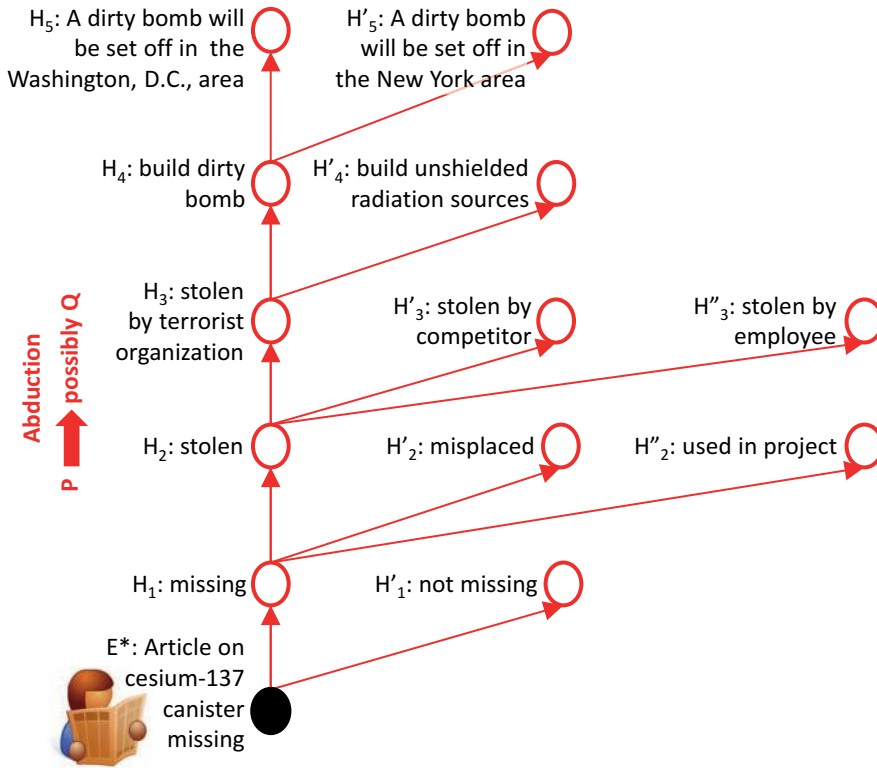 H₅: A dirty bomb will
be set off in the
Washington, D.C., area
H'₅: A dirty bomb
will be set off in
the New York area
H₄: build dirty
bomb
H'₄: build unshielded
radiation sources
H₃: stolen
by terrorist
organization
H'₃: stolen by
competitor
H"₃: stolen by
employee
Abduction
P possibly Q
H₂: stolen
H'₂: misplaced
H"₂: used in project
H₁: missing
H'₁: not missing
E*: Article on
cesium-137
canister
missing